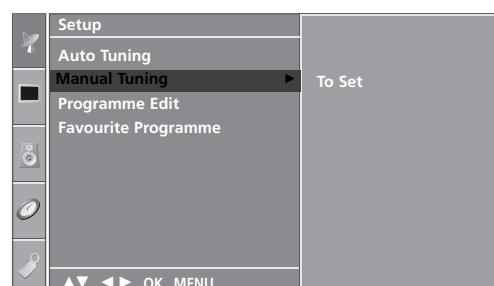 Setup
Auto Tuning
Manual Tuning ►
To Set
Programme Edit
Favourite Programme
▲▼ ◄► OK MENU